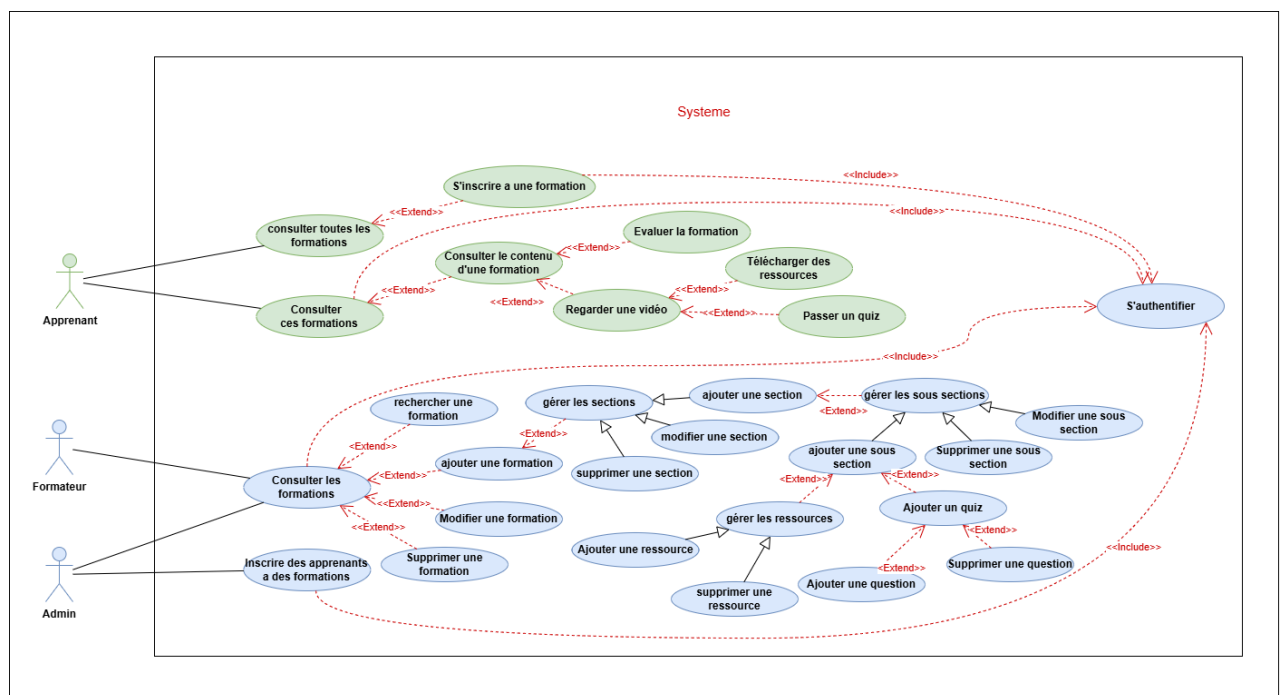 Systeme
S'inscrire a une formation
<<Include>>
<<Extend>>
<<Include>>
consulter toutes les
formations
Evaluer la formation
<<Extend>>
Consulter le contenu
d'une formation
Télécharger des
ressources
<<Extend>>
<<Extend>>
<<Extend>>
Consulter
ces formations
Regarder une vidéo
<<Extend>>
Passer un quiz
S'authentifier
Apprenant
<<Include>>
rechercher une
formation
gérer les sections
ajouter une section
<<Extend>>
gérer les sous sections
Modifier une sous
section
<Extend>>
<Extend>>
modifier une section
ajouter une sous
section
Supprimer une sous
section
ajouter une formation
supprimer une section
<<Extend>>
Consulter les
formations
Formateur
<<Extend>>
<<Extend>>
Modifier une formation
<<Extend>>
gérer les ressources
<<Extend>>
Ajouter un quiz
<<Extend>>
<<Include>>
Ajouter une ressource
Inscrire des apprenants
a des formations
Supprimer une
formation
<Extend>>
Supprimer une question
Ajouter une question
supprimer une
ressource
Admin